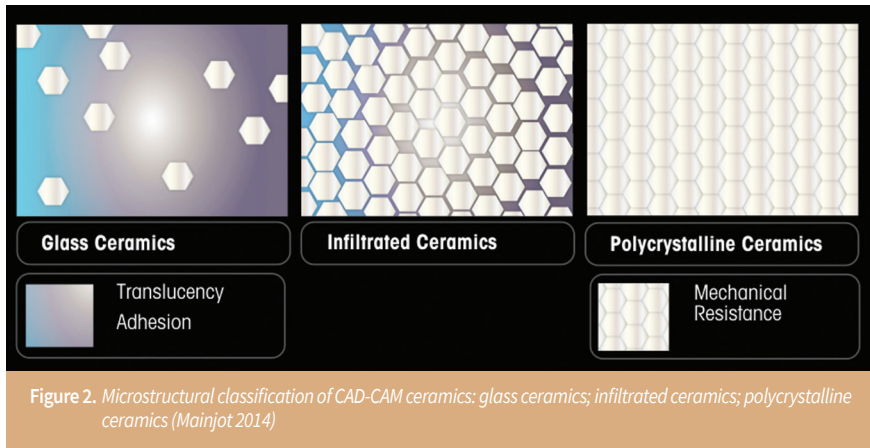 Glass Ceramics
Infiltrated Ceramics
Polycrystalline Ceramics
Translucency
Adhesion
Mechanical
Resistance
Figure 2. Microstructural classification of CAD-CAM ceramics: glass ceramics; infiltrated ceramics; polycrystalline
ceramics (Mainjot 2014)